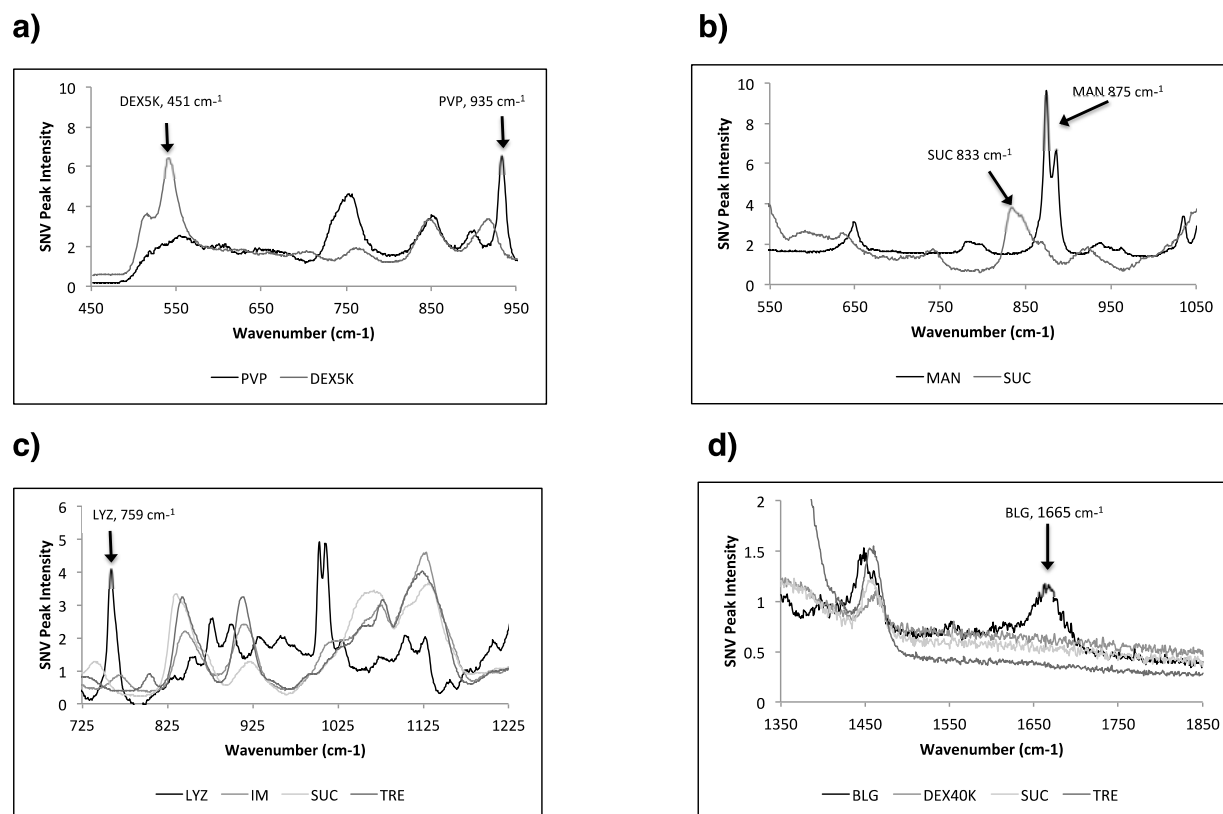 a)
10
8
6
4
2
0
SNV Peak Intensity
DEX5K, 451 cm-1
PVP, 935 cm-1
450 550 650 750 850 950
Wavenumber (cm-1)
PVP DEX5K
b)
10
8
6
4
2
0
SNV Peak Intensity
MAN 875 cm-1
SUC 833 cm-1
550 650 750 850 950 1050
Wavenumber (cm-1)
MAN SUC
c)
6
5
4
3
2
1
0
SNV Peak Intensity
LYZ, 759 cm-1
725 825 925 1025 1125 1225
Wavenumber (cm-1)
LYZ IM SUC TRE
d)
2
1.5
1
0.5
0
SNV Peak Intensity
BLG, 1665 cm-1
1350 1450 1550 1650 1750 1850
Wavenumber (cm-1)
BLG DEX40K SUC TRE